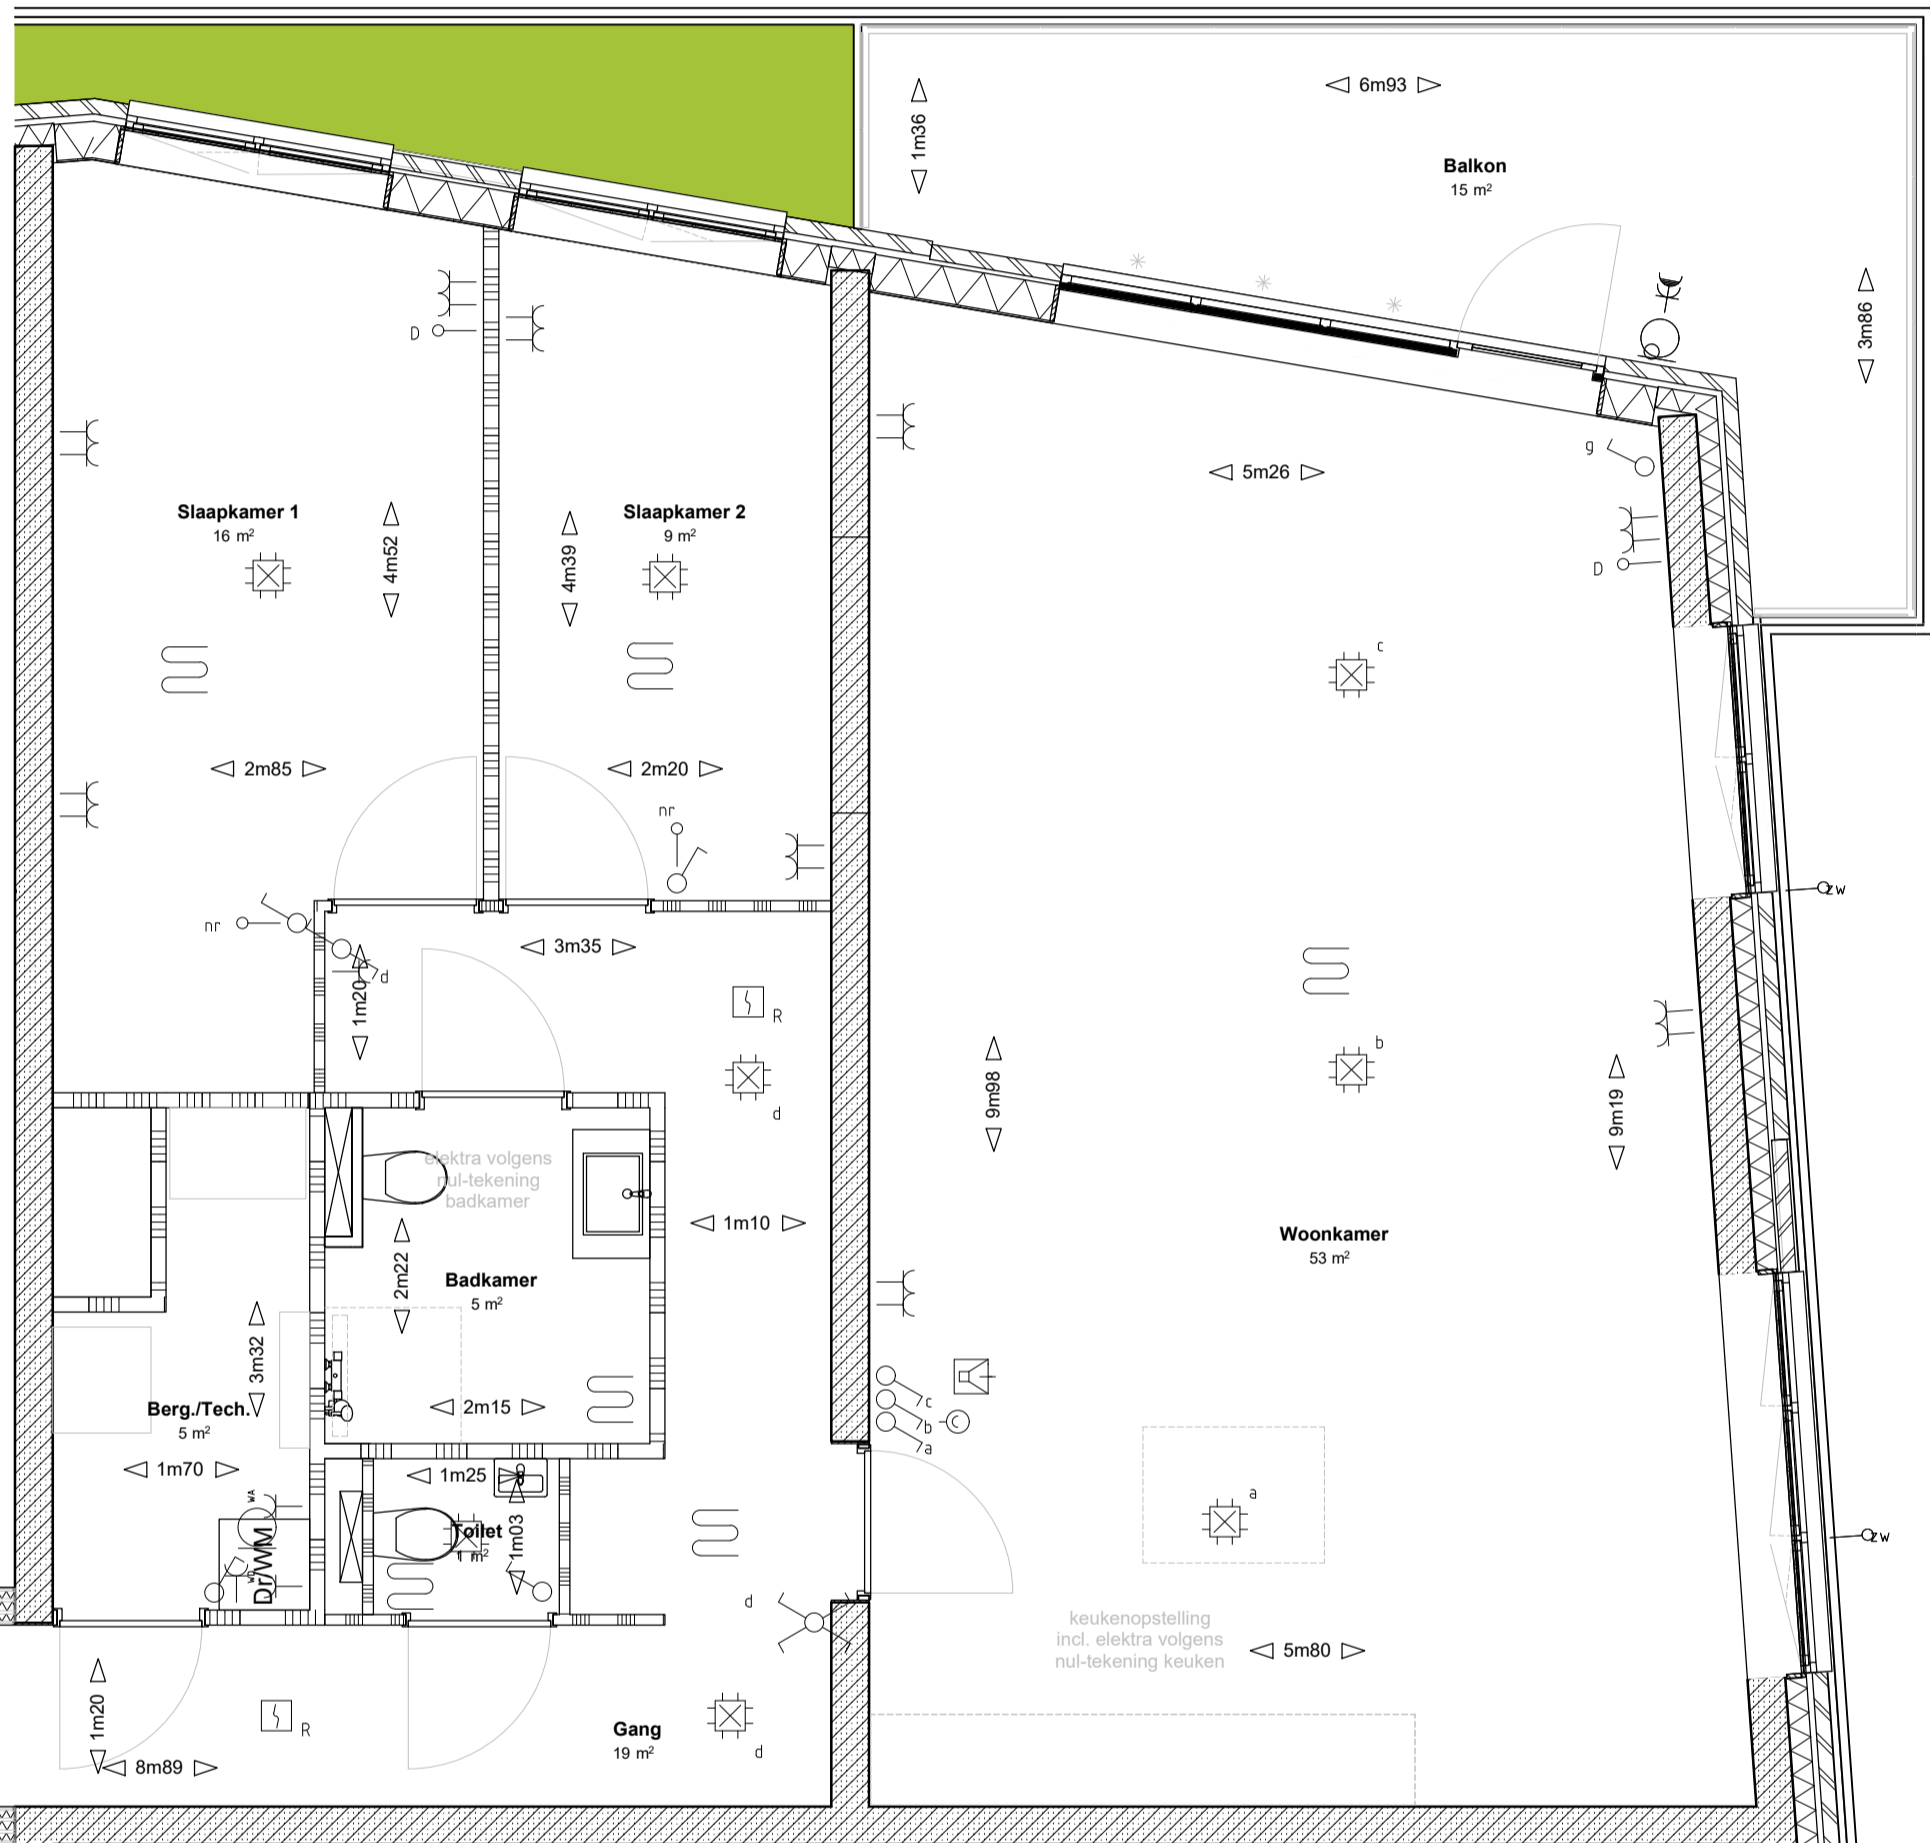 6m93
1m36
Balkon
15 m²
3m86
D
g
5m26
Slaapkamer 1
16 m²
4m52
4m39
Slaapkamer 2
9 m²
D
c
2m85
2m20
nr
zw
nr
3m35
d
1m20
R
b
d
9m98
9m19
elektra volgens
nul-tekening
badkamer
1m10
Woonkamer
53 m²
2m22
Badkamer
5 m²
3m32
c
b
a
C
Berg./Tech.
5 m²
2m15
1m70
1m25
a
WA
Toilet
1 m²
1m03
zw
Dr/WM
WD
d
keukenopstelling
incl. elektra volgens
nul-tekening keuken
5m80
1m20
R
Gang
19 m²
d
8m89